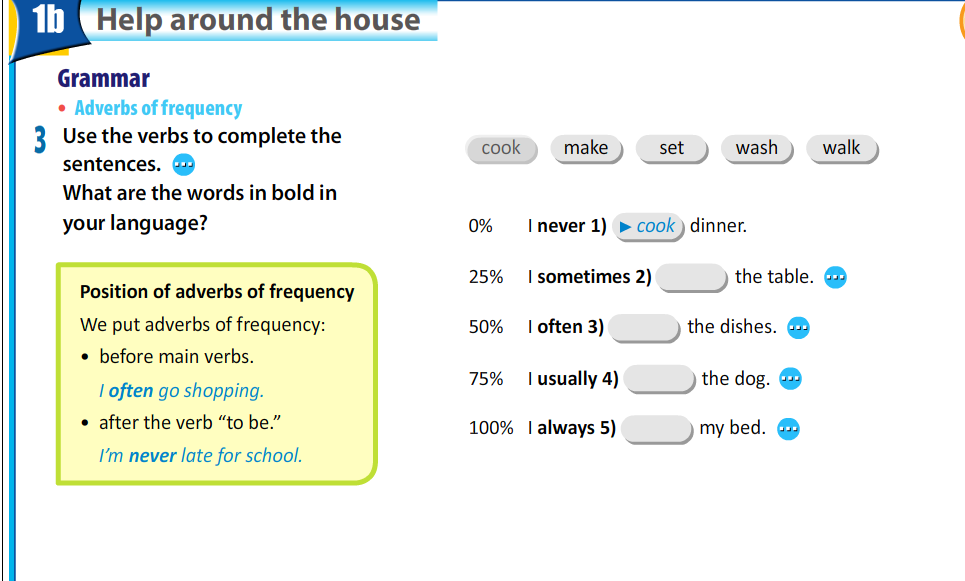 1b Help around the house
Grammar
• Adverbs of frequency
3 Use the verbs to complete the
sentences.
What are the words in bold in
your language?
Position of adverbs of frequency
We put adverbs of frequency:
• before main verbs.
I often go shopping.
• after the verb “to be.”
I’m never late for school.
cook make set wash walk
0% I never 1) ▶ cook dinner.
25% I sometimes 2) the table.
50% I often 3) the dishes.
75% I usually 4) the dog.
100% I always 5) my bed.